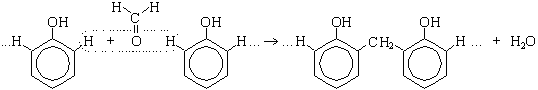 H H
C
O
OH OH OH OH
...H H + H H... → ...H CH₂ H... + H₂O